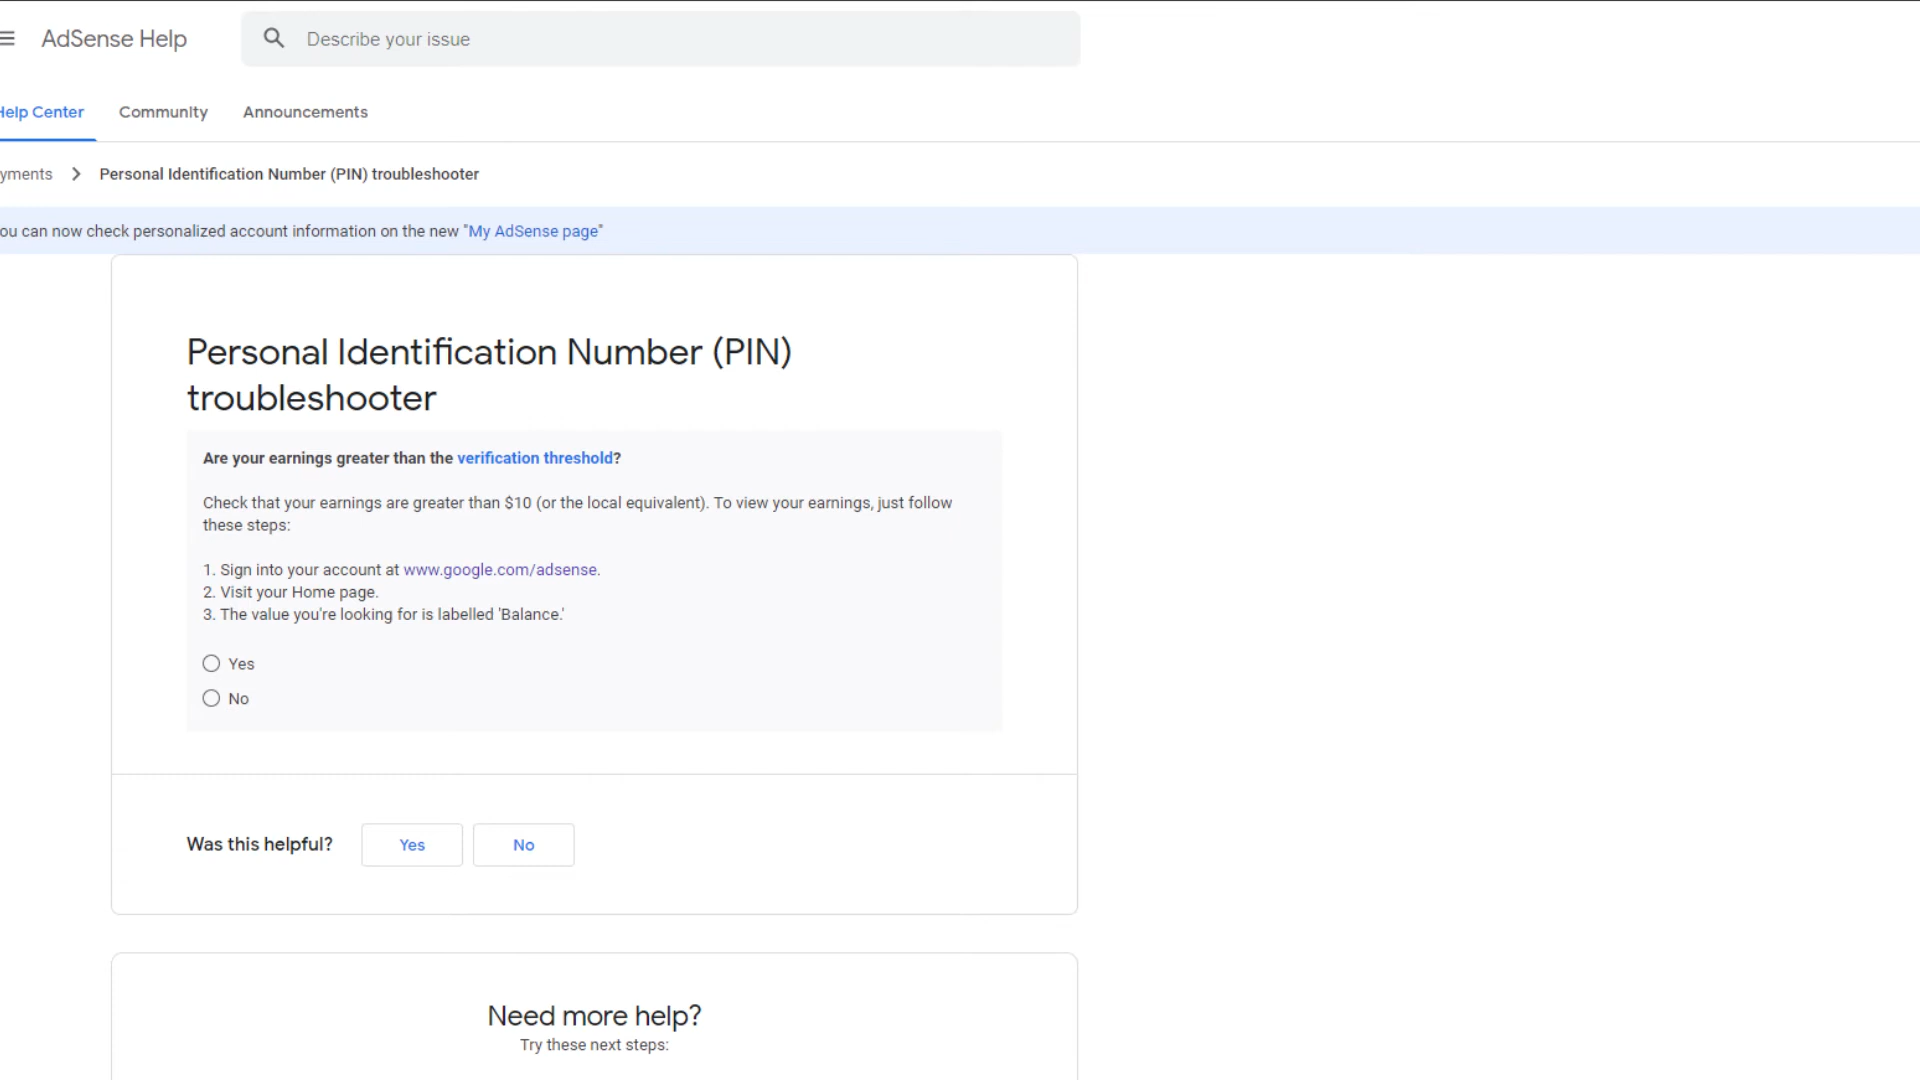 AdSense Help
Describe your issue
Help Center
Community
Announcements
yments
Personal Identification Number (PIN) troubleshooter
ou can now check personalized account information on the new "My AdSense page"
Personal Identification Number (PIN)
troubleshooter
Are your earnings greater than the verification threshold?
Check that your earnings are greater than $10 (or the local equivalent). To view your earnings, just follow
these steps:
1. Sign into your account at www.google.com/adsense.
2. Visit your Home page.
3. The value you're looking for is labelled 'Balance.'
Yes
No
Was this helpful?
Yes
No
Need more help?
Try these next steps: